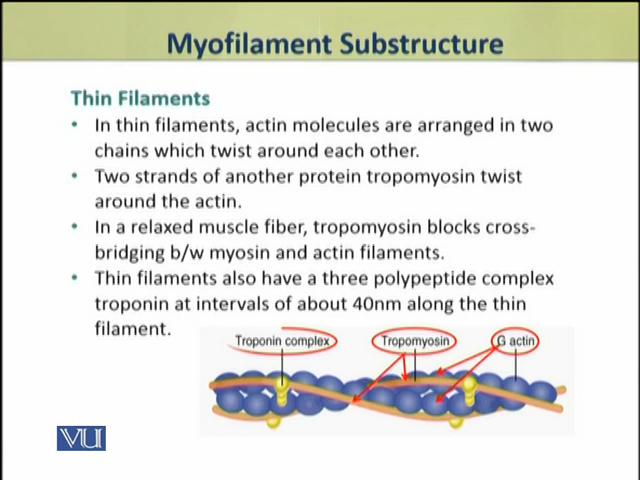 Myofilament Substructure
Thin Filaments
• In thin filaments, actin molecules are arranged in two
chains which twist around each other.
• Two strands of another protein tropomyosin twist
around the actin.
• In a relaxed muscle fiber, tropomyosin blocks cross-
bridging b/w myosin and actin filaments.
• Thin filaments also have a three polypeptide complex
troponin at intervals of about 40nm along the thin
filament.
Troponin complex Tropomyosin G actin
VU